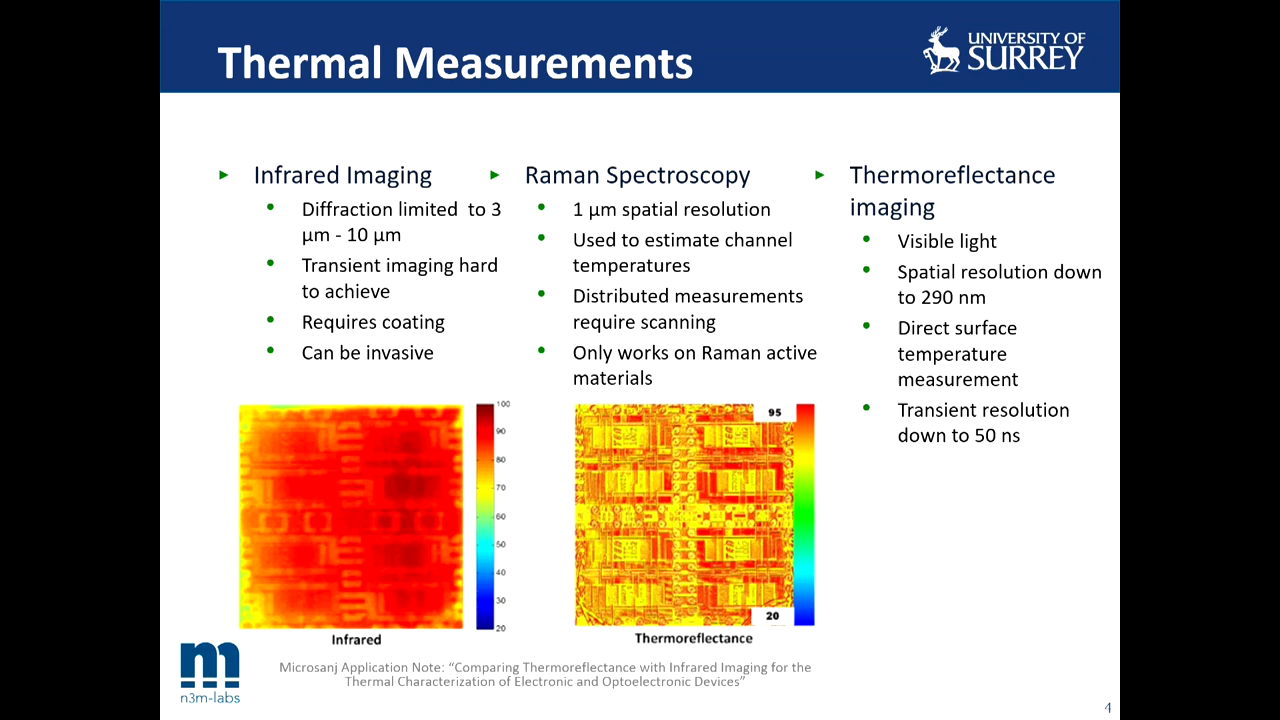 Thermal Measurements
UNIVERSITY OF
SURREY
Infrared Imaging
Diffraction limited  to 3
µm - 10 µm
Transient imaging hard
to achieve
Requires coating
Can be invasive
Raman Spectroscopy
1 µm spatial resolution
Used to estimate channel
temperatures
Distributed measurements
require scanning
Only works on Raman active
materials
Thermoreflectance
imaging
Visible light
Spatial resolution down
to 290 nm
Direct surface
temperature
measurement
Transient resolution
down to 50 ns
100
90
80
70
60
50
40
30
20
Infrared
95
20
Thermoreflectance
m
n3m-labs
Microsanj Application Note: “Comparing Thermoreflectance with Infrared Imaging for the
Thermal Characterization of Electronic and Optoelectronic Devices”
4